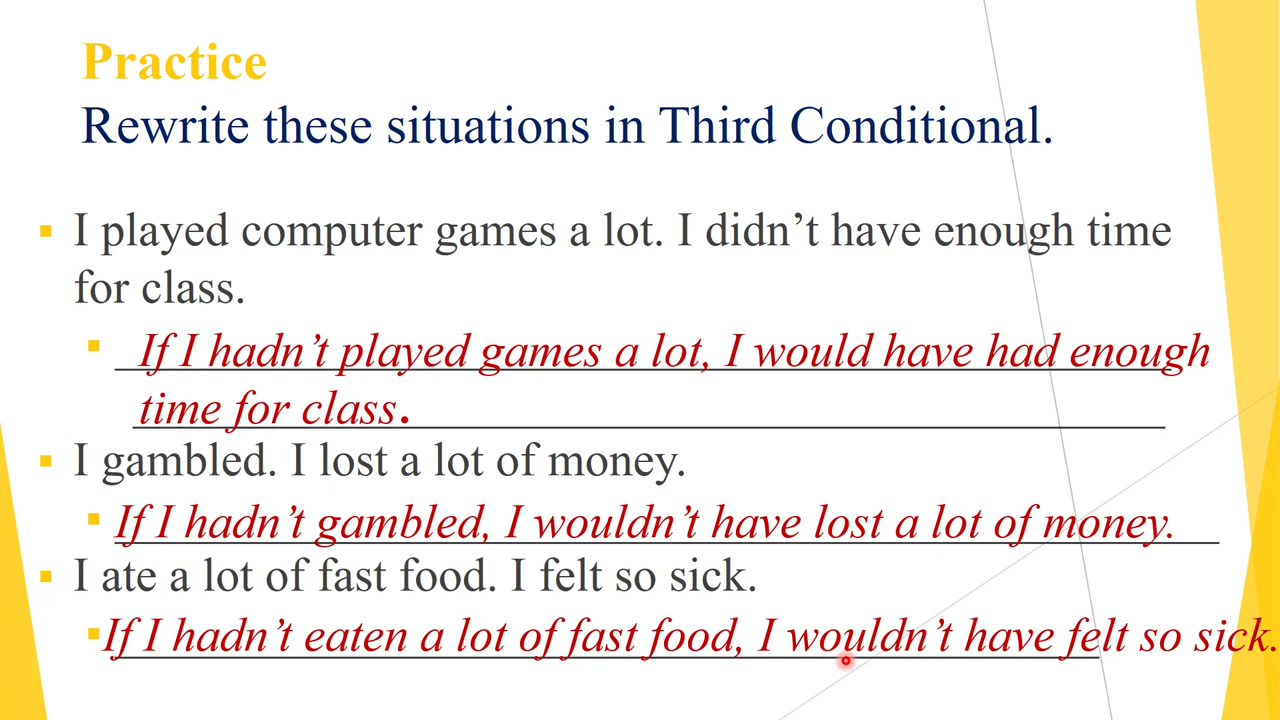 Practice
Rewrite these situations in Third Conditional.
I played computer games a lot. I didn’t have enough time
for class.
If I hadn’t played games a lot, I would have had enough
time for class.
I gambled. I lost a lot of money.
If I hadn’t gambled, I wouldn’t have lost a lot of money.
I ate a lot of fast food. I felt so sick.
If I hadn’t eaten a lot of fast food, I wouldn’t have felt so sick.